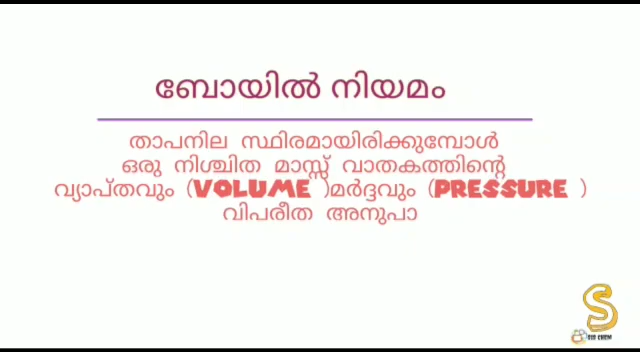 ബോയിൽ നിയമം
താപനില സ്ഥിരമായിരിക്കുമ്പോൾ
ഒരു നിശ്ചിത മാസ്സ് വാതകത്തിന്റെ
വ്യാപ്തവും (VOLUME )മർദ്ദവും (PRESSURE )
വിപരീത അനുപാ
S